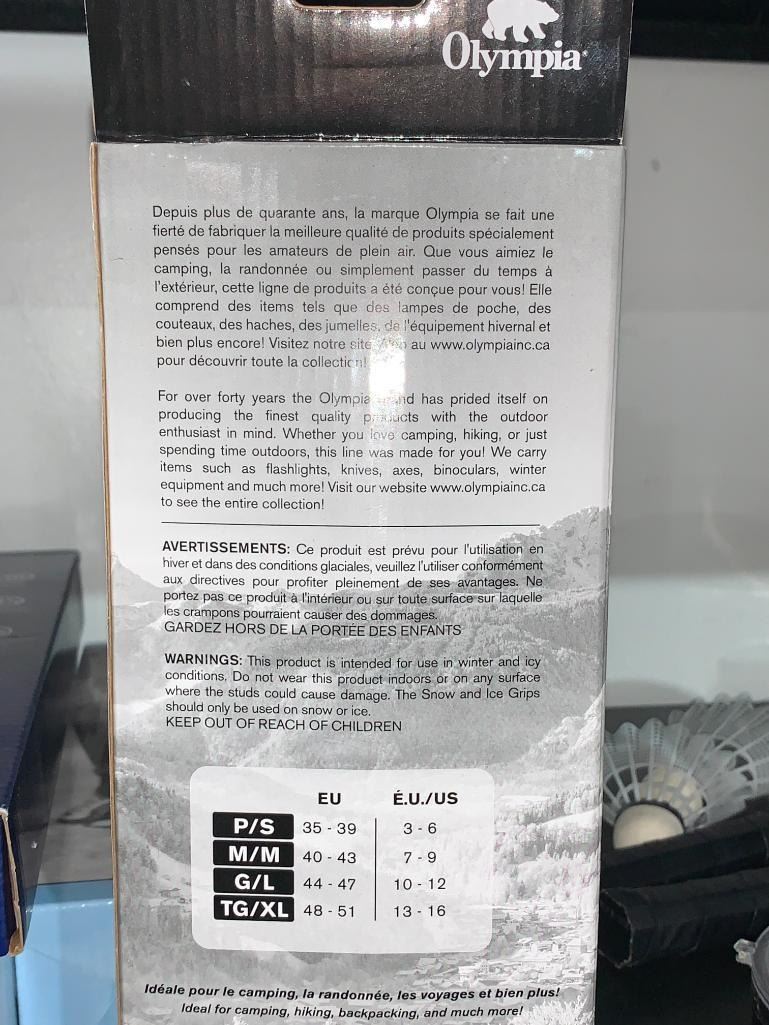 Olympia
Depuis plus de quarante ans, la marque Olympia se fait une
fierté de fabriquer la meilleure qualité de produits spécialement
pensés pour les amateurs de plein air. Que vous aimiez le
camping, la randonnée ou simplement passer du temps à
l'extérieur, cette ligne de produits a été conçue pour vous! Elle
comprend des items tels que des lampes de poche, des
couteaux, des haches, des jumelles, de l'équipement hivernal et
bien plus encore! Visitez notre site au www.olympiainc.ca
pour découvrir toute la collection!
For over forty years the Olympia has prided itself on
producing the finest quality products with the outdoor
enthusiast in mind. Whether you love camping, hiking, or just
spending time outdoors, this line was made for you! We carry
items such as flashlights, knives, axes, binoculars, winter
equipment and much more! Visit our website www.olympiainc.ca
to see the entire collection!
AVERTISSEMENTS: Ce produit est prévu pour l'utilisation en
hiver et dans des conditions glaciales, veuillez l'utiliser conformément
aux directives pour profiter pleinement de ses avantages. Ne
portez pas ce produit à l'intérieur ou sur toute surface sur laquelle
les crampons pourraient causer des dommages.
GARDEZ HORS DE LA PORTÉE DES ENFANTS
WARNINGS: This product is intended for use in winter and icy
conditions. Do not wear this product indoors or on any surface
where the studs could cause damage. The Snow and Ice Grips
should only be used on snow or ice.
KEEP OUT OF REACH OF CHILDREN
EU É.U./US
P/S 35 - 39 3 - 6
M/M 40 - 43 7 - 9
G/L 44 - 47 10 - 12
TG/XL 48 - 51 13 - 16
Idéale pour le camping, la randonnée, les voyages et bien plus!
Ideal for camping, hiking, backpacking, and much more!